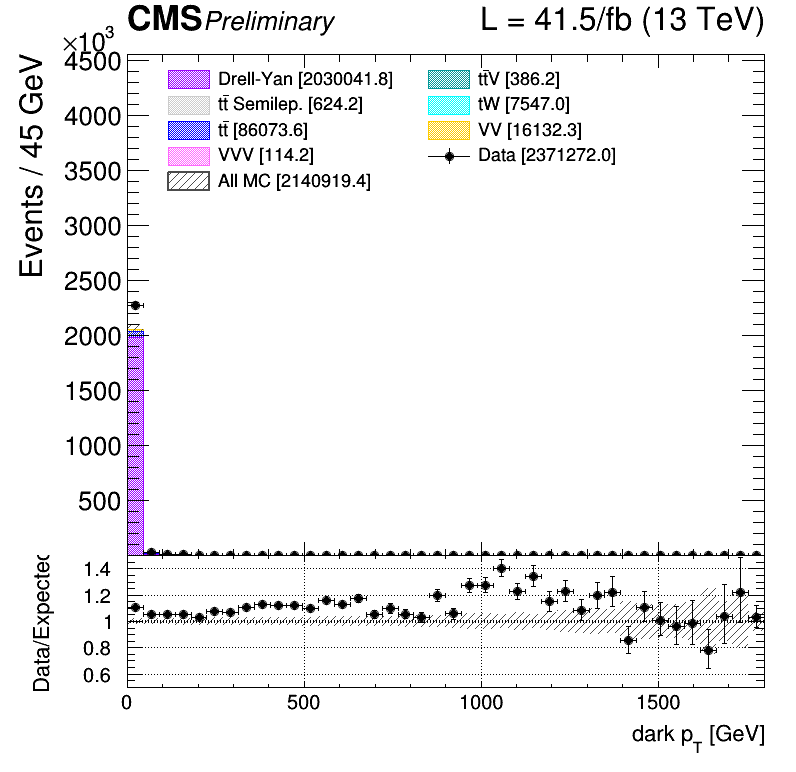 CMS Preliminary L = 41.5/fb (13 TeV)
×10³
Events / 45 GeV
4500
4000
3500
3000
2500
2000
1500
1000
500
Drell-Yan [2030041.8]
tt̄ Semilep. [624.2]
tt̄ [86073.6]
VVV [114.2]
All MC [2140919.4]
tt̄V [386.2]
tW [7547.0]
VV [16132.3]
Data [2371272.0]
Data/Expected
1.4
1.2
1
0.8
0.6
0 500 1000 1500
dark p_T [GeV]